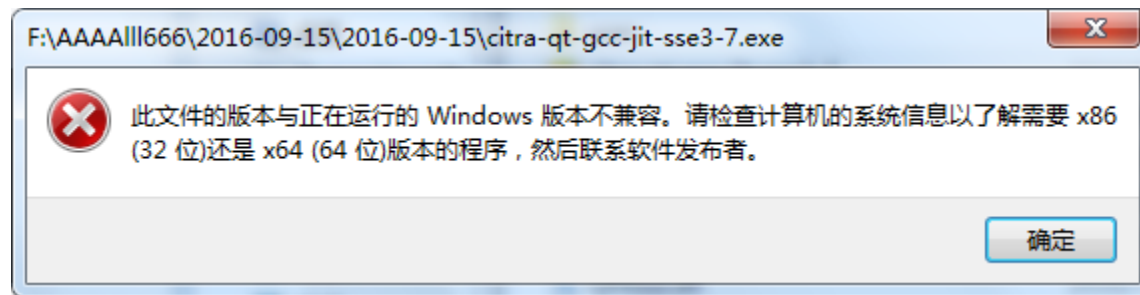 F:\AAAAlll666\2016-09-15\2016-09-15\citra-qt-gcc-jit-sse3-7.exe
此文件的版本与正在运行的 Windows 版本不兼容。请检查计算机的系统信息以了解需要 x86
(32 位)还是 x64 (64 位)版本的程序，然后联系软件发布者。
确定